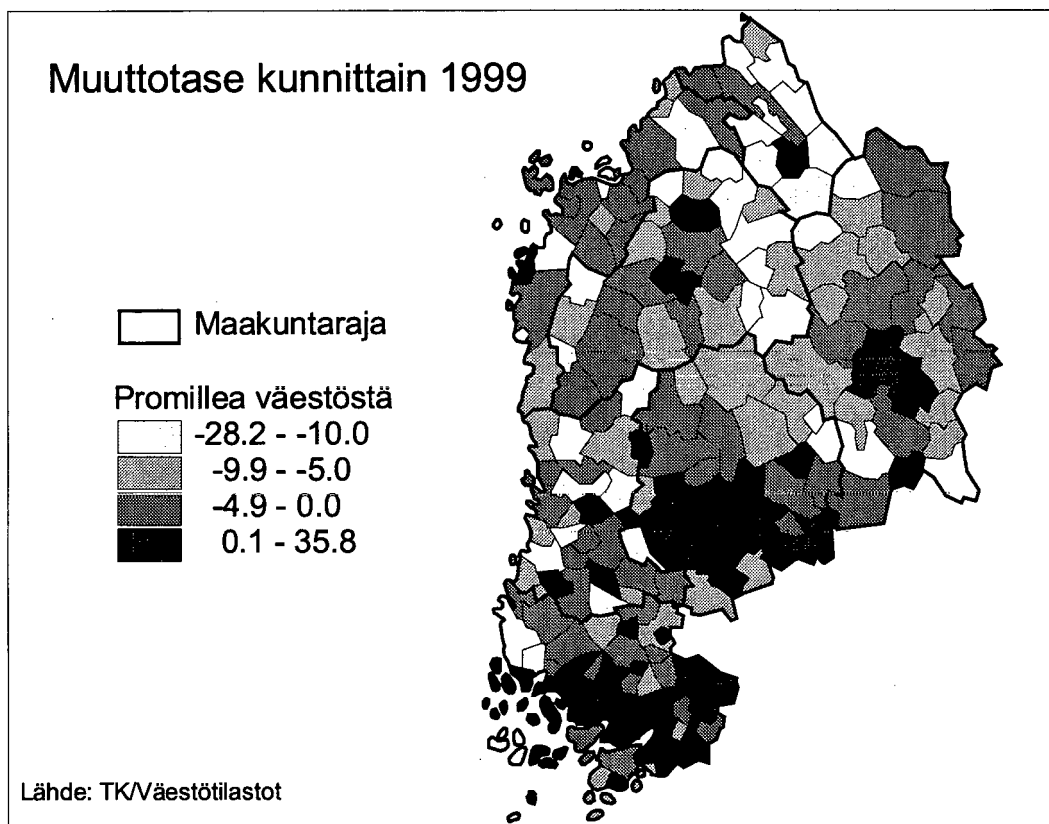 Muuttotase kunnittain 1999
Maakuntaraja
Promillea väestöstä
-28.2 - -10.0
-9.9 - -5.0
-4.9 - 0.0
0.1 - 35.8
Lähde: TK/Väestötilastot